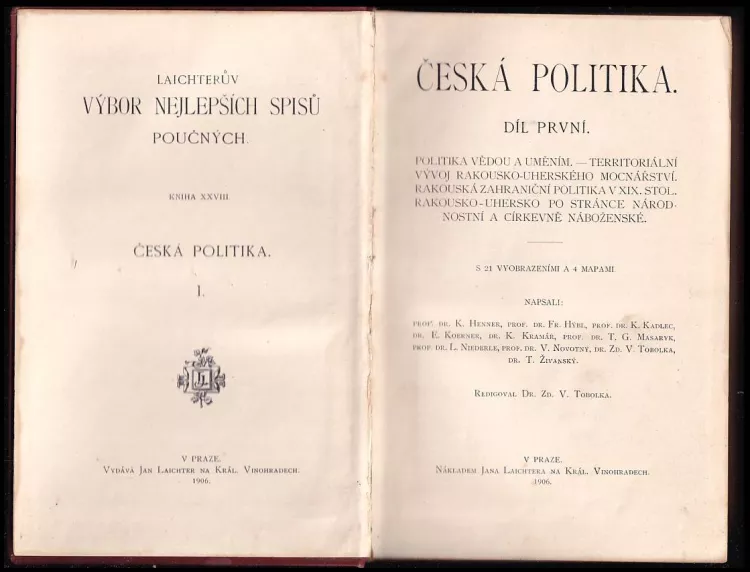 LAICHTERŮV
VÝBOR NEJLEPŠÍCH SPISŮ
POUČNÝCH.
KNIHA XXVIII.
ČESKÁ POLITIKA.
I.
V PRAZE.
VYDÁVÁ JAN LAICHTER NA KRÁL. VINOHRADECH.
1906.
ČESKÁ POLITIKA.
DÍL PRVNÍ.
POLITIKA VĚDOU A UMĚNÍM. — TERRITORIÁLNÍ
VÝVOJ RAKOUSKO-UHERSKÉHO MOCNÁŘSTVÍ.
RAKOUSKÁ ZAHRANIČNÍ POLITIKA V XIX. STOL.
RAKOUSKO-UHERSKO PO STRÁNCE NÁROD-
NOSTNÍ A CÍRKEVNĚ NÁBOŽENSKÉ.
S 21 VYOBRAZENÍMI A 4 MAPAMI.
NAPSALI:
PROF. DR. K. HENNER, PROF. DR. FR. HÝBL, PROF. DR. K. KADLEC,
DR. E. KOERNER, DR. K. KRAMÁŘ, PROF. DR. T. G. MASARYK,
PROF. DR. L. NIEDERLE, PROF. DR. V. NOVOTNÝ, DR. ZD. V. TOBOLKA,
DR. T. ŽIVANSKÝ.
REDIGOVAL DR. ZD. V. TOBOLKA.
V PRAZE.
NÁKLADEM JANA LAICHTERA NA KRÁL. VINOHRADECH.
1906.